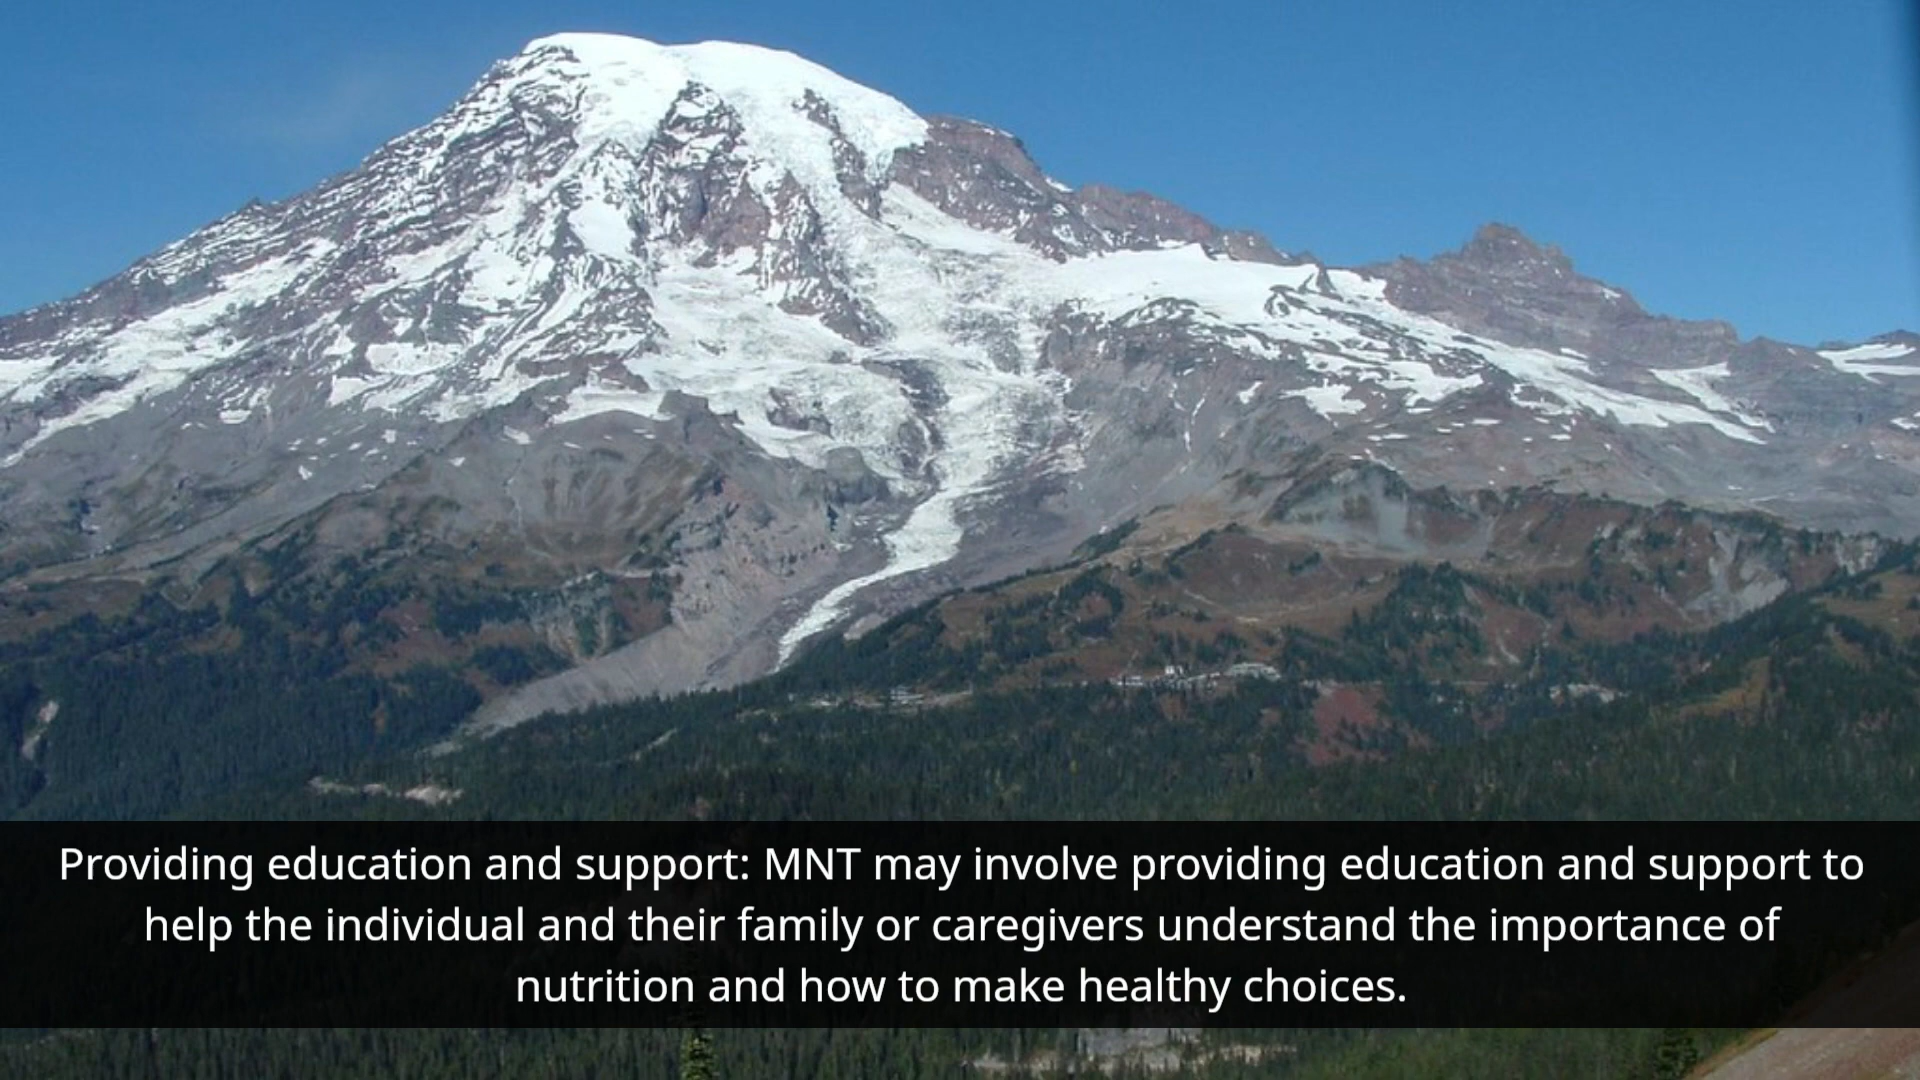 Providing education and support: MNT may involve providing education and support to
help the individual and their family or caregivers understand the importance of
nutrition and how to make healthy choices.